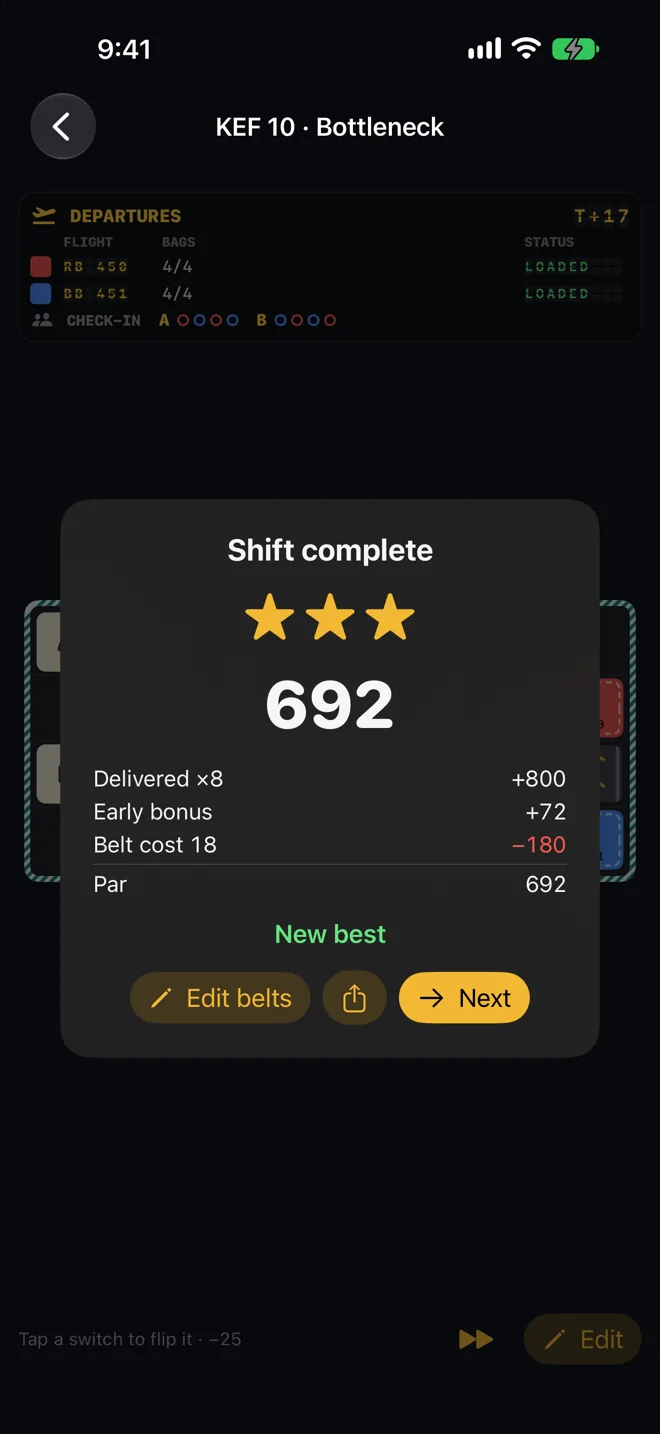 9:41
KEF 10 · Bottleneck
DEPARTURES T+17
FLIGHT BAGS STATUS
RB 450 4/4 LOADED
BB 451 4/4 LOADED
CHECK-IN A B
Shift complete
692
Delivered ×8 +800
Early bonus +72
Belt cost 18 −180
Par 692
New best
Edit belts Next
Tap a switch to flip it · −25 Edit